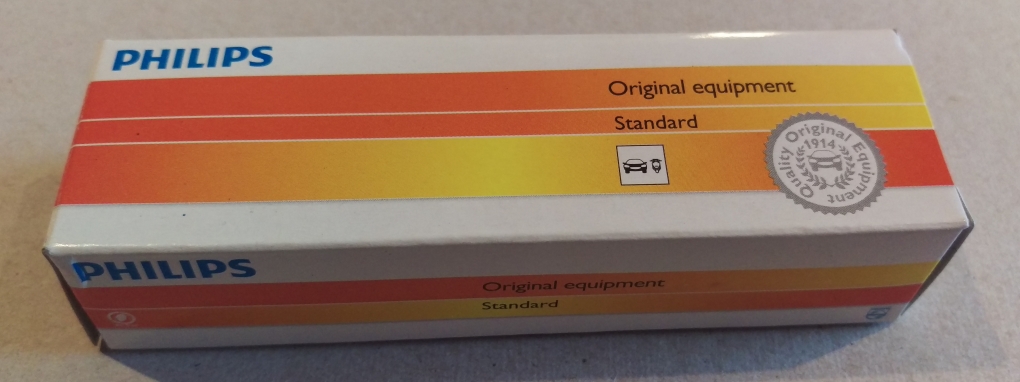 PHILIPS
Original equipment
Standard
Quality Original Equipment
1914
PHILIPS
Original equipment
Standard